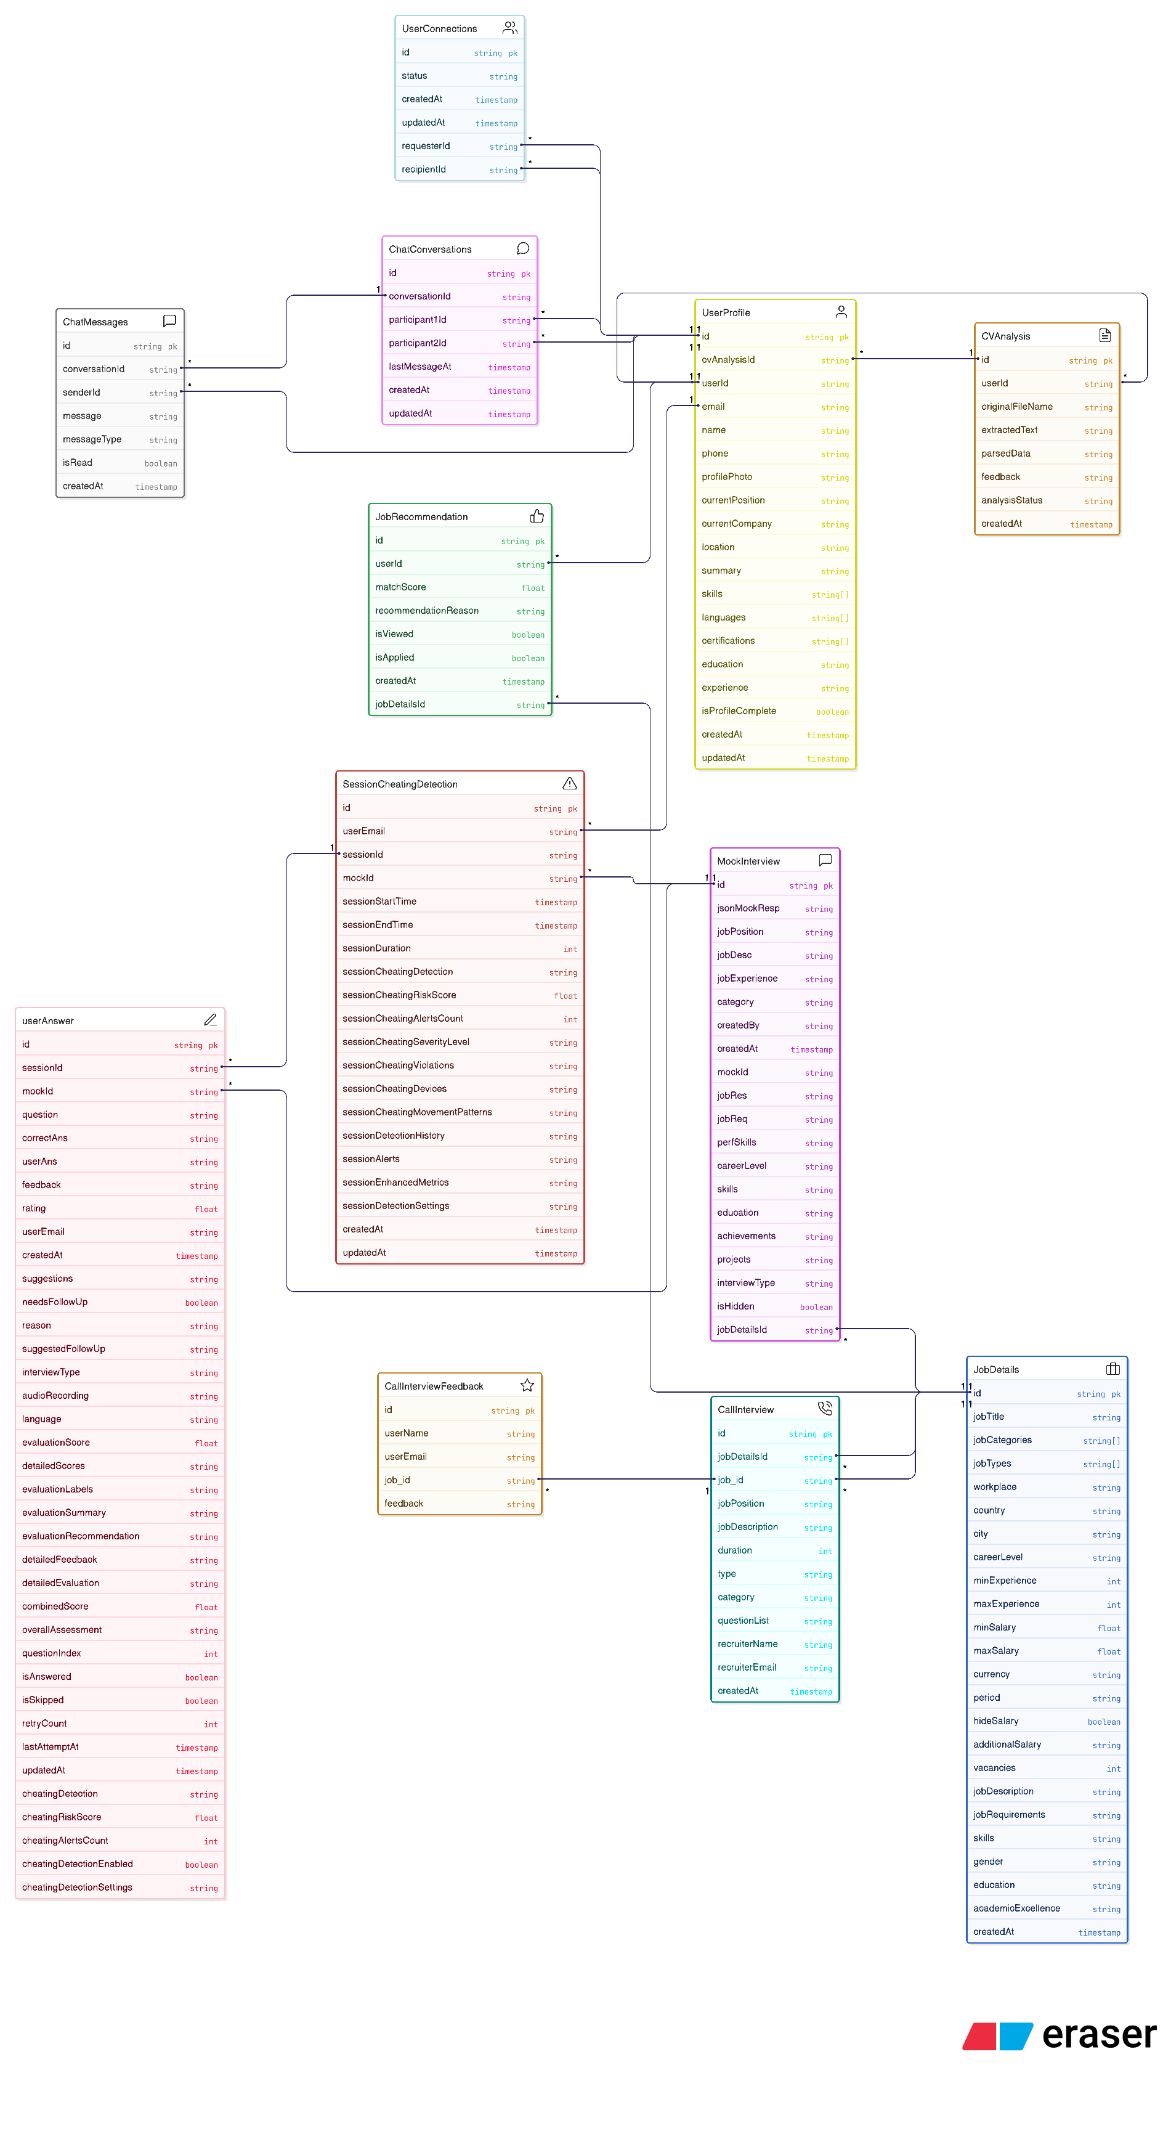 UserConnections
id string pk
status string
createdAt timestamp
updatedAt timestamp
requesterId string *
recipientId string *
ChatConversations
id string pk
1 conversationId string
participant1Id string *
participant2Id string *
lastMessageAt timestamp
createdAt timestamp
updatedAt timestamp
ChatMessages
id string pk
conversationId string *
senderId string *
message string
messageType string
isRead boolean
createdAt timestamp
UserProfile
1 1 id string pk
1 1 cvAnalysisId string *
1 1 userId string
1 email string
name string
phone string
profilePhoto string
currentPosition string
currentCompany string
location string
summary string
skills string[]
languages string[]
certifications string[]
education string
experience string
isProfileComplete boolean
createdAt timestamp
updatedAt timestamp
CVAnalysis
1 id string pk
userId string *
originalFileName string
extractedText string
parsedData string
feedback string
analysisStatus string
createdAt timestamp
JobRecommendation
id string pk
userId string *
matchScore float
recommendationReason string
isViewed boolean
isApplied boolean
createdAt timestamp
jobDetailsId string *
SessionCheatingDetection
id string pk
userEmail string *
1 sessionId string
mockId string *
sessionStartTime timestamp
sessionEndTime timestamp
sessionDuration int
sessionCheatingDetection string
sessionCheatingRiskScore float
sessionCheatingAlertsCount int
sessionCheatingSeverityLevel string
sessionCheatingViolations string
sessionCheatingDevices string
sessionCheatingMovementPatterns string
sessionDetectionHistory string
sessionAlerts string
sessionEnhancedMetrics string
sessionDetectionSettings string
createdAt timestamp
updatedAt timestamp
MockInterview
1 1 id string pk
jsonMockResp string
jobPosition string
jobDesc string
jobExperience string
category string
createdBy string
createdAt timestamp
mockId string
jobRes string
jobReq string
perfSkills string
careerLevel string
skills string
education string
achievements string
projects string
interviewType string
isHidden boolean
jobDetailsId string *
userAnswer
id string pk
sessionId string *
mockId string *
question string
correctAns string
userAns string
feedback string
rating float
userEmail string
createdAt timestamp
suggestions string
needsFollowUp boolean
reason string
suggestedFollowUp string
interviewType string
audioRecording string
language string
evaluationScore float
detailedScores string
evaluationLabels string
evaluationSummary string
evaluationRecommendation string
detailedFeedback string
detailedEvaluation string
combinedScore float
overallAssessment string
questionIndex int
isAnswered boolean
isSkipped boolean
retryCount int
lastAttemptAt timestamp
updatedAt timestamp
cheatingDetection string
cheatingRiskScore float
cheatingAlertsCount int
cheatingDetectionEnabled boolean
cheatingDetectionSettings string
CallInterviewFeedback
id string pk
userName string
userEmail string
job_id string *
feedback string
CallInterview
id string pk
jobDetailsId string *
1 job_id string *
jobPosition string
jobDescription string
duration int
type string
category string
questionList string
recruiterName string
recruiterEmail string
createdAt timestamp
JobDetails
1 1 id string pk
1 1 jobTitle string
jobCategories string[]
jobTypes string[]
workplace string
country string
city string
careerLevel string
minExperience int
maxExperience int
minSalary float
maxSalary float
currency string
period string
hideSalary boolean
additionalSalary string
vacancies int
jobDescription string
jobRequirements string
skills string
gender string
education string
academicExcellence string
createdAt timestamp
eraser